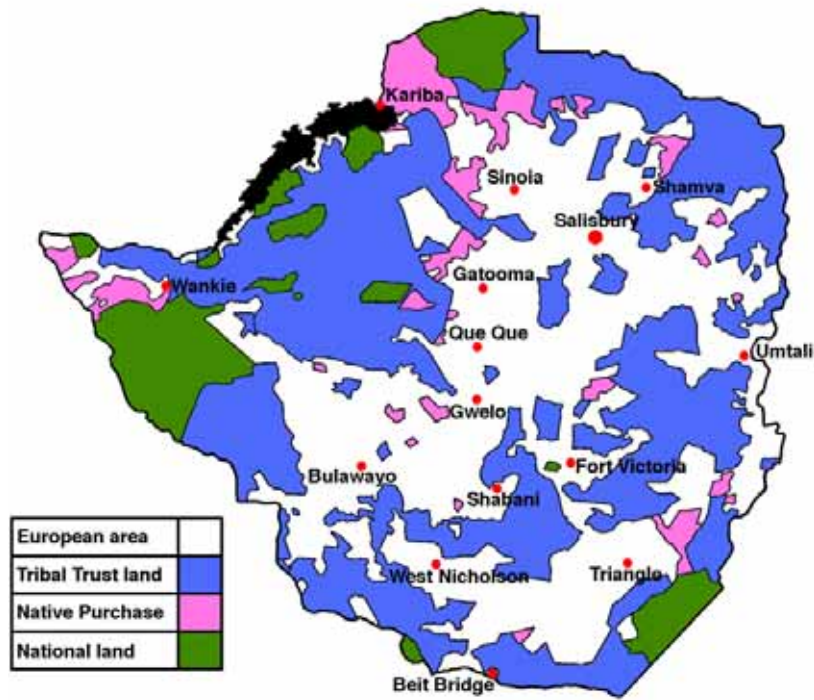 Kariba
Sinoia
Shamva
Salisbury
Wankie
Gatooma
Que Que
Umtali
Gwelo
Bulawayo
Fort Victoria
Shabani
West Nicholson
Trianglo
Beit Bridge
European area
Tribal Trust land
Native Purchase
National land